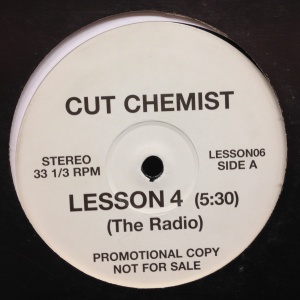 CUT CHEMIST
STEREO
33 1/3 RPM
LESSON06
SIDE A
LESSON 4 (5:30)
(The Radio)
PROMOTIONAL COPY
NOT FOR SALE